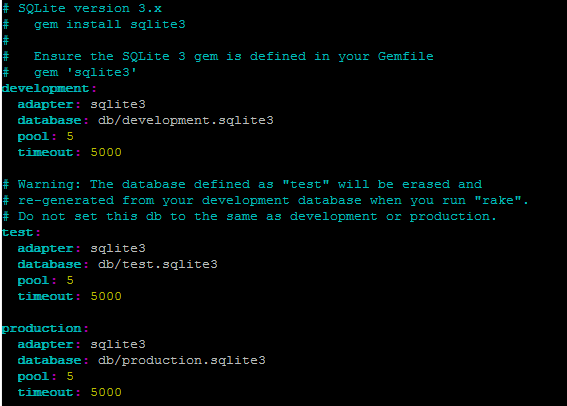 # SQLite version 3.x
#   gem install sqlite3
#
#   Ensure the SQLite 3 gem is defined in your Gemfile
#   gem 'sqlite3'
development:
  adapter: sqlite3
  database: db/development.sqlite3
  pool: 5
  timeout: 5000

# Warning: The database defined as "test" will be erased and
# re-generated from your development database when you run "rake".
# Do not set this db to the same as development or production.
test:
  adapter: sqlite3
  database: db/test.sqlite3
  pool: 5
  timeout: 5000

production:
  adapter: sqlite3
  database: db/production.sqlite3
  pool: 5
  timeout: 5000